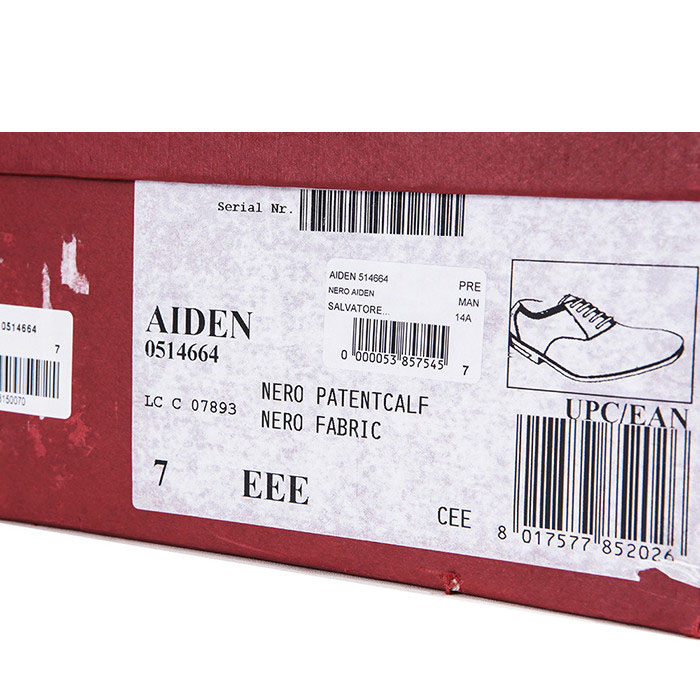 Serial Nr.
AIDEN 514664
NERO AIDEN
SALVATORE...
PRE
MAN
14A
0 000053 857545 7
AIDEN
0514664
LC C 07893
NERO PATENTCALF
NERO FABRIC
7 EEE
CEE
UPC/EAN
8 017577 852026
0514664
7
8150070